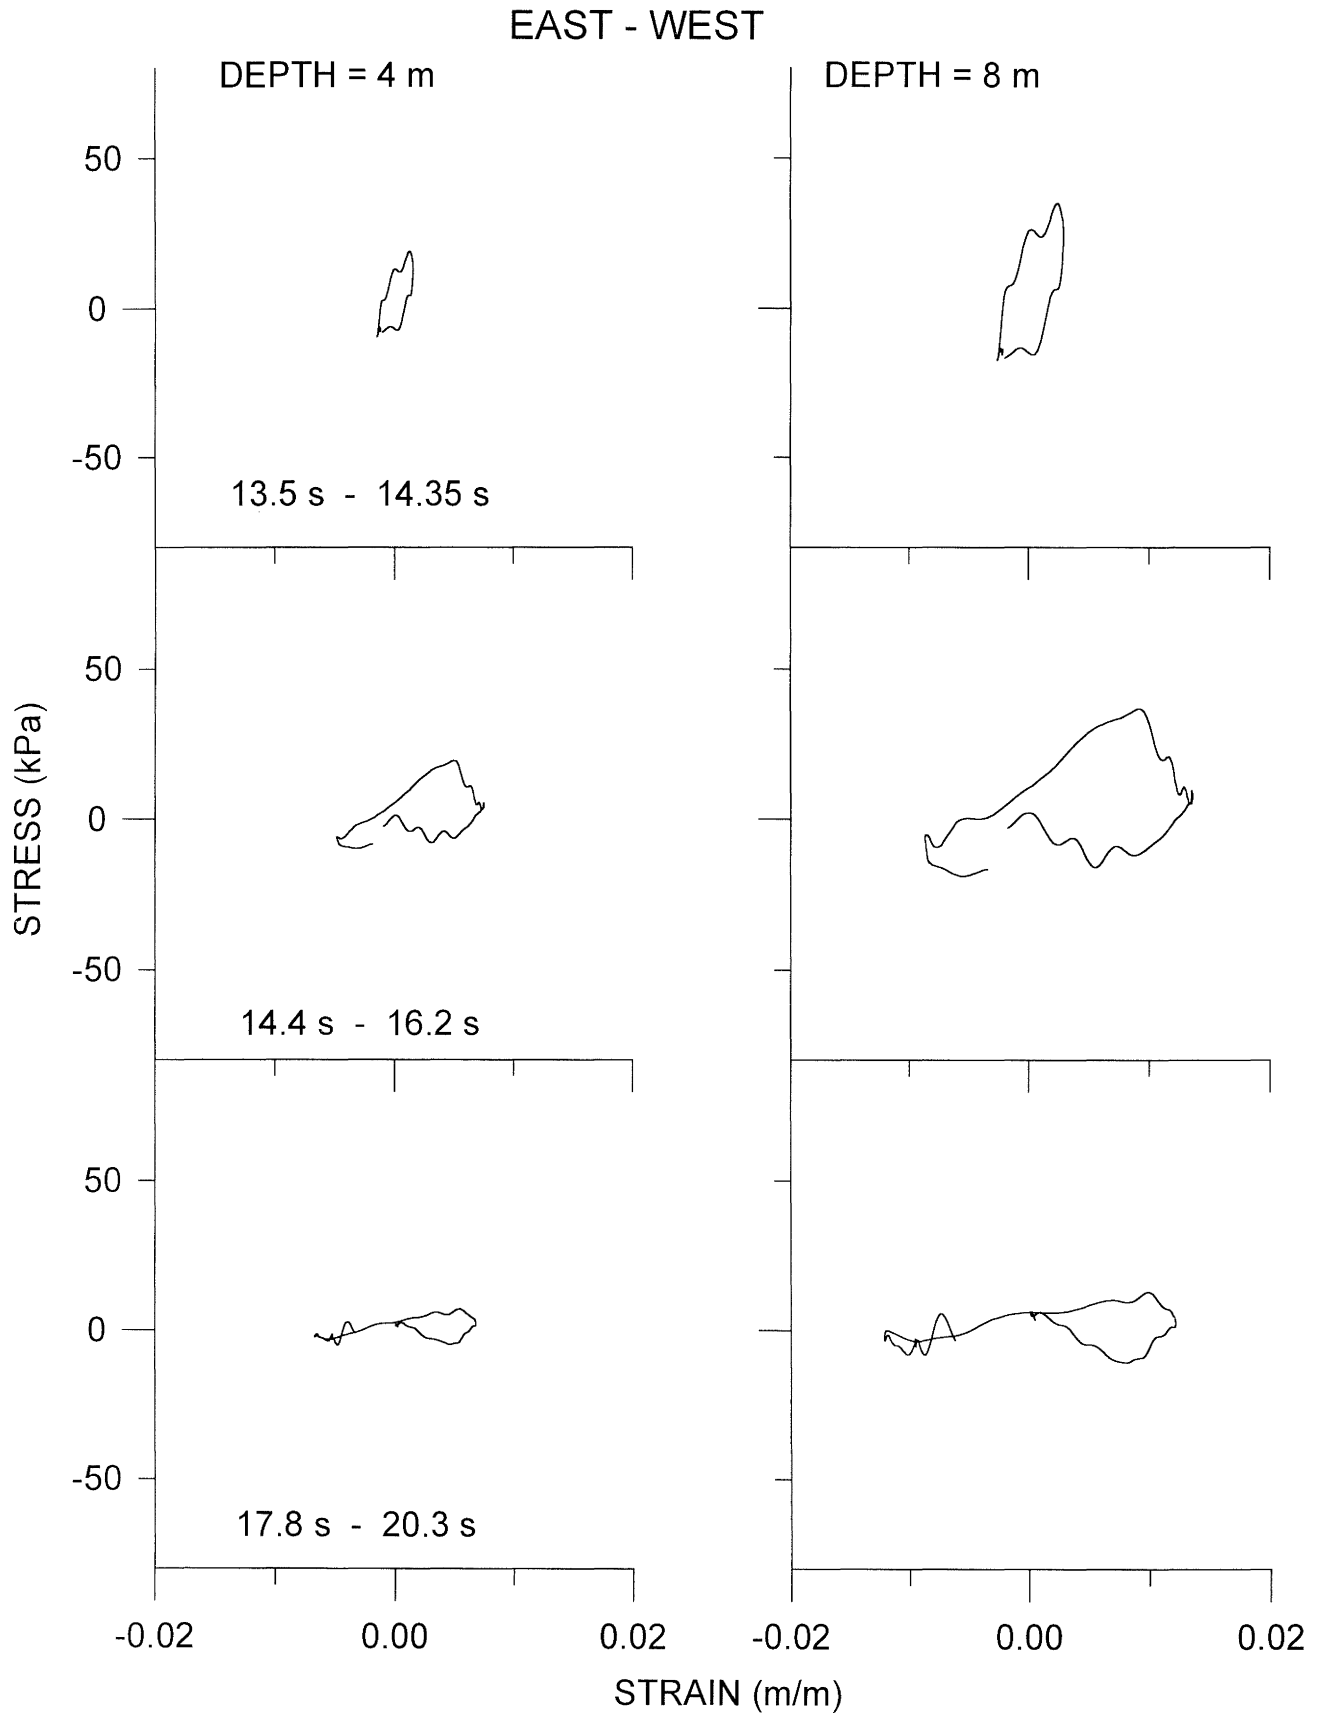 EAST - WEST
DEPTH = 4 m
DEPTH = 8 m
50
0
-50
13.5 s - 14.35 s
50
0
-50
14.4 s - 16.2 s
STRESS (kPa)
50
0
-50
17.8 s - 20.3 s
-0.02 0.00 0.02
-0.02 0.00 0.02
STRAIN (m/m)